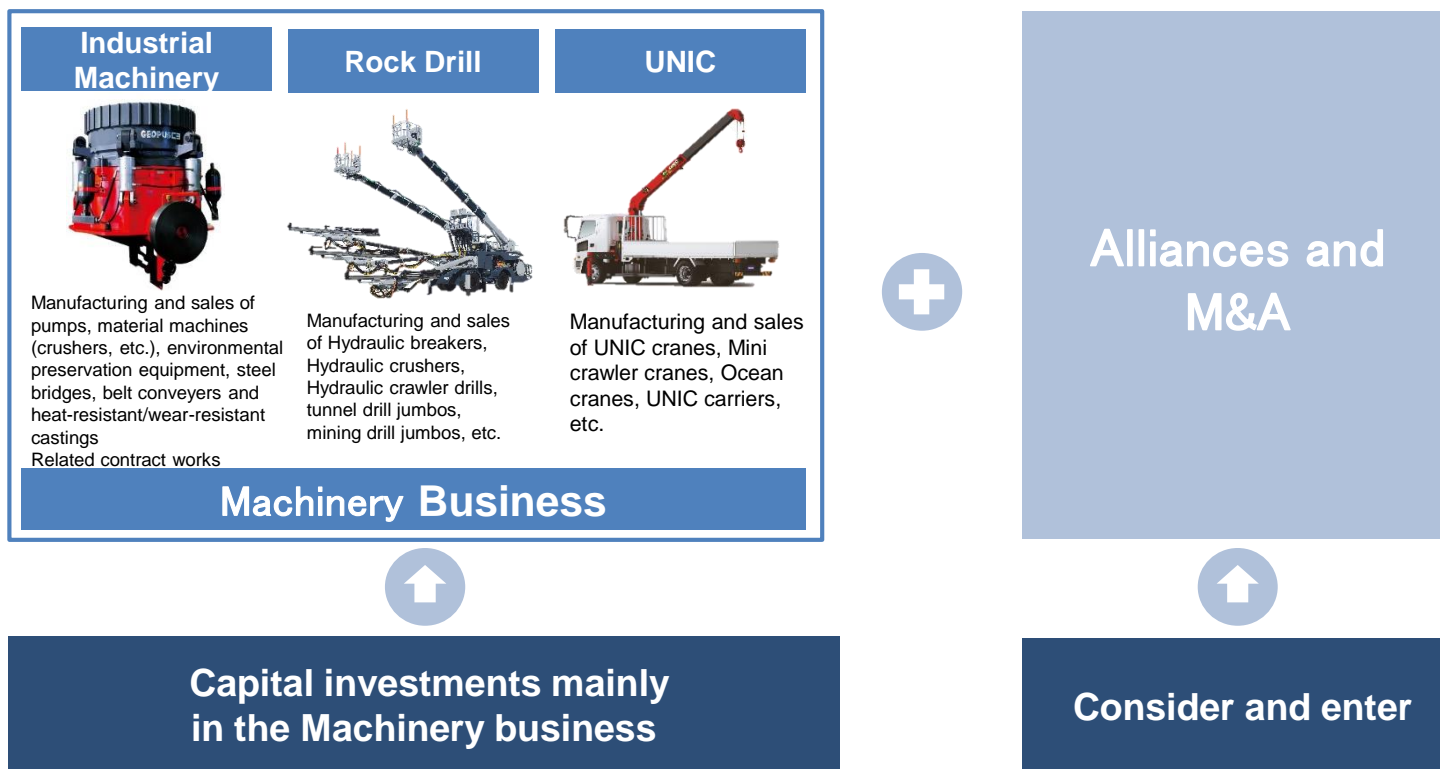 Industrial
Machinery
Rock Drill
UNIC
GEOPUS C3
Manufacturing and sales of
pumps, material machines
(crushers, etc.), environmental
preservation equipment, steel
bridges, belt conveyers and
heat-resistant/wear-resistant
castings
Related contract works
Manufacturing and sales
of Hydraulic breakers,
Hydraulic crushers,
Hydraulic crawler drills,
tunnel drill jumbos,
mining drill jumbos, etc.
Manufacturing and sales
of UNIC cranes, Mini
crawler cranes, Ocean
cranes, UNIC carriers,
etc.
Machinery Business
Alliances and
M&A
Capital investments mainly
in the Machinery business
Consider and enter